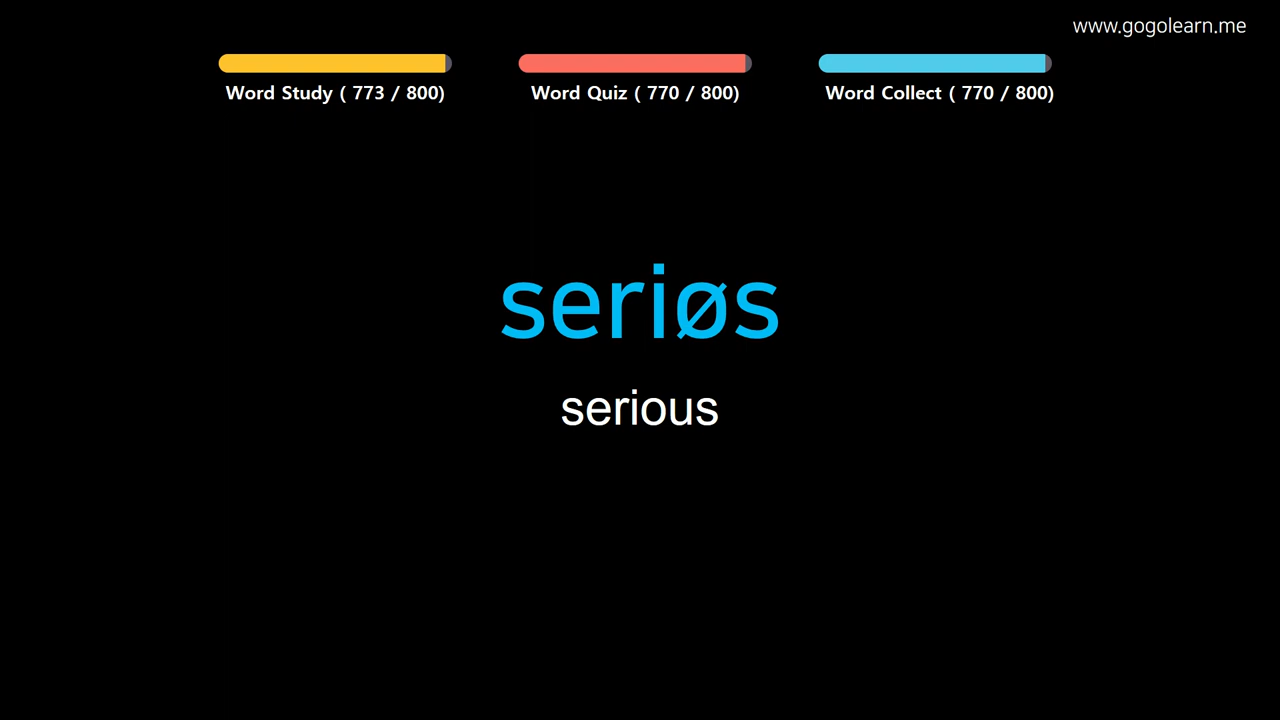 www.gogolearn.me
Word Study ( 773 / 800)
Word Quiz ( 770 / 800)
Word Collect ( 770 / 800)
seriøs
serious